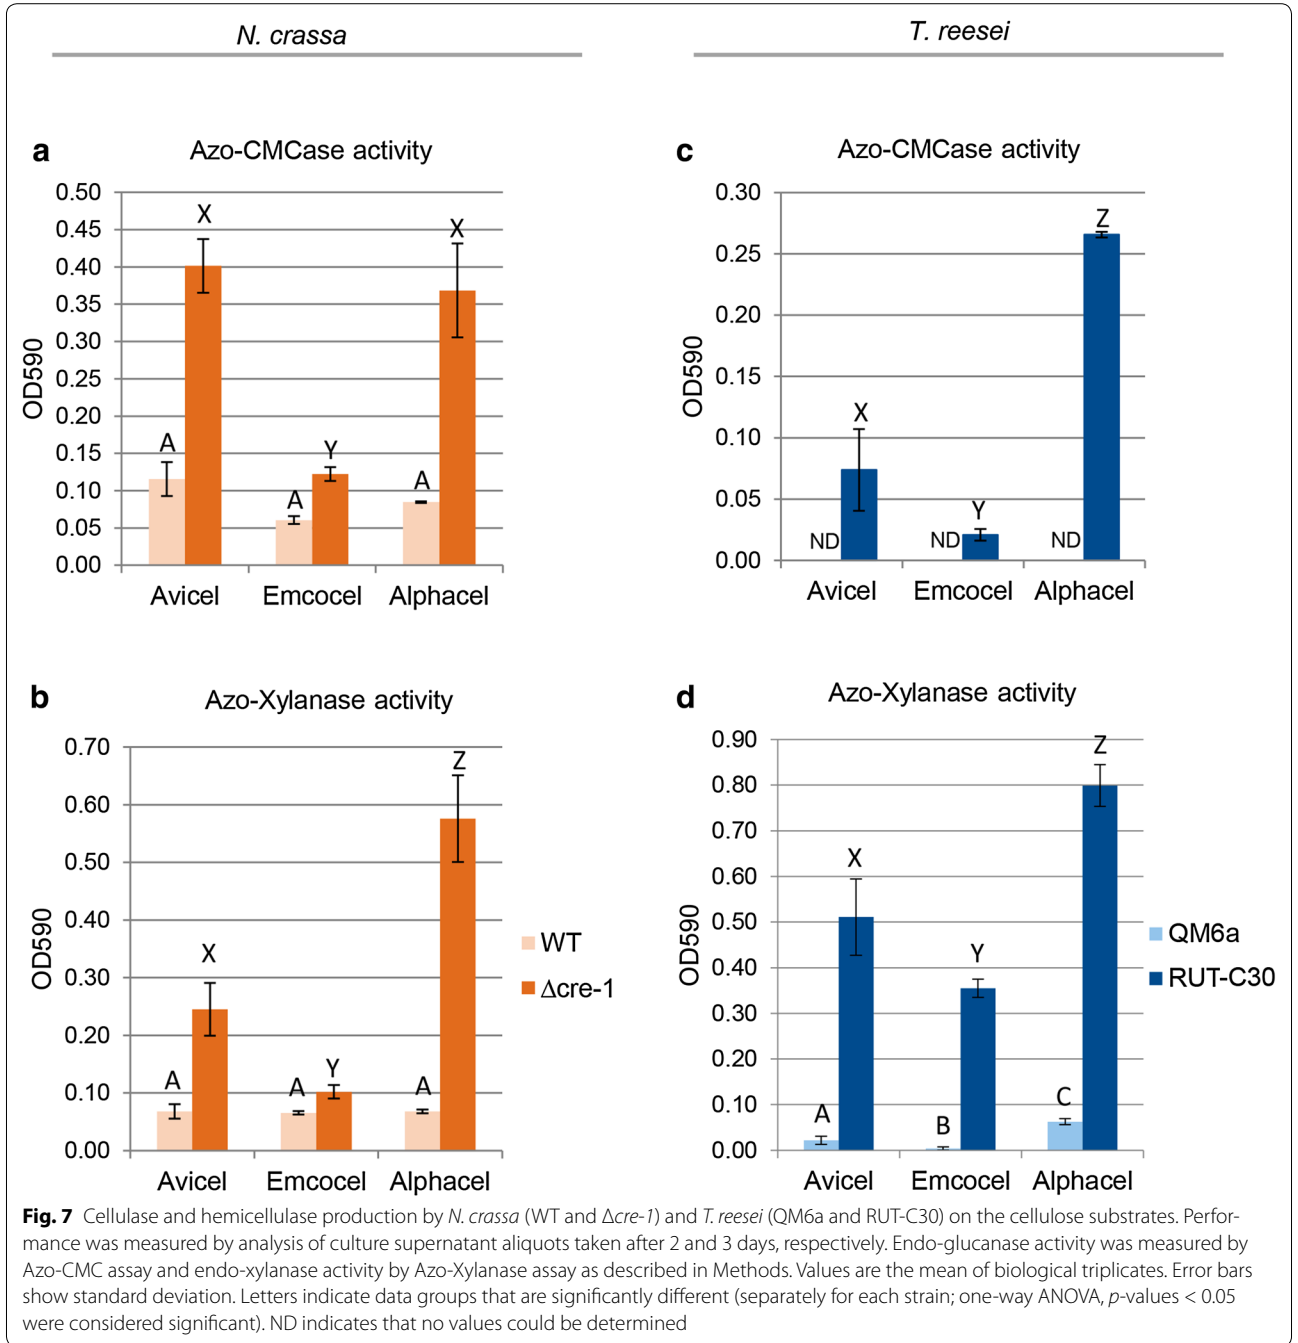 N. crassa
T. reesei
a
Azo-CMCase activity
0.50
0.45
0.40
0.35
0.30
0.25
0.20
0.15
0.10
0.05
0.00
OD590
A
X
A
Y
A
X
Avicel
Emcocel
Alphacel
c
Azo-CMCase activity
0.30
0.25
0.20
0.15
0.10
0.05
0.00
OD590
ND
X
ND
Y
ND
Z
Avicel
Emcocel
Alphacel
b
Azo-Xylanase activity
0.70
0.60
0.50
0.40
0.30
0.20
0.10
0.00
OD590
A
X
A
Y
A
Z
Avicel
Emcocel
Alphacel
WT
Δcre-1
d
Azo-Xylanase activity
0.90
0.80
0.70
0.60
0.50
0.40
0.30
0.20
0.10
0.00
OD590
A
X
B
Y
C
Z
Avicel
Emcocel
Alphacel
QM6a
RUT-C30
Fig. 7 Cellulase and hemicellulase production by N. crassa (WT and Δcre-1) and T. reesei (QM6a and RUT-C30) on the cellulose substrates. Perfor-
mance was measured by analysis of culture supernatant aliquots taken after 2 and 3 days, respectively. Endo-glucanase activity was measured by
Azo-CMC assay and endo-xylanase activity by Azo-Xylanase assay as described in Methods. Values are the mean of biological triplicates. Error bars
show standard deviation. Letters indicate data groups that are significantly different (separately for each strain; one-way ANOVA, p-values < 0.05
were considered significant). ND indicates that no values could be determined